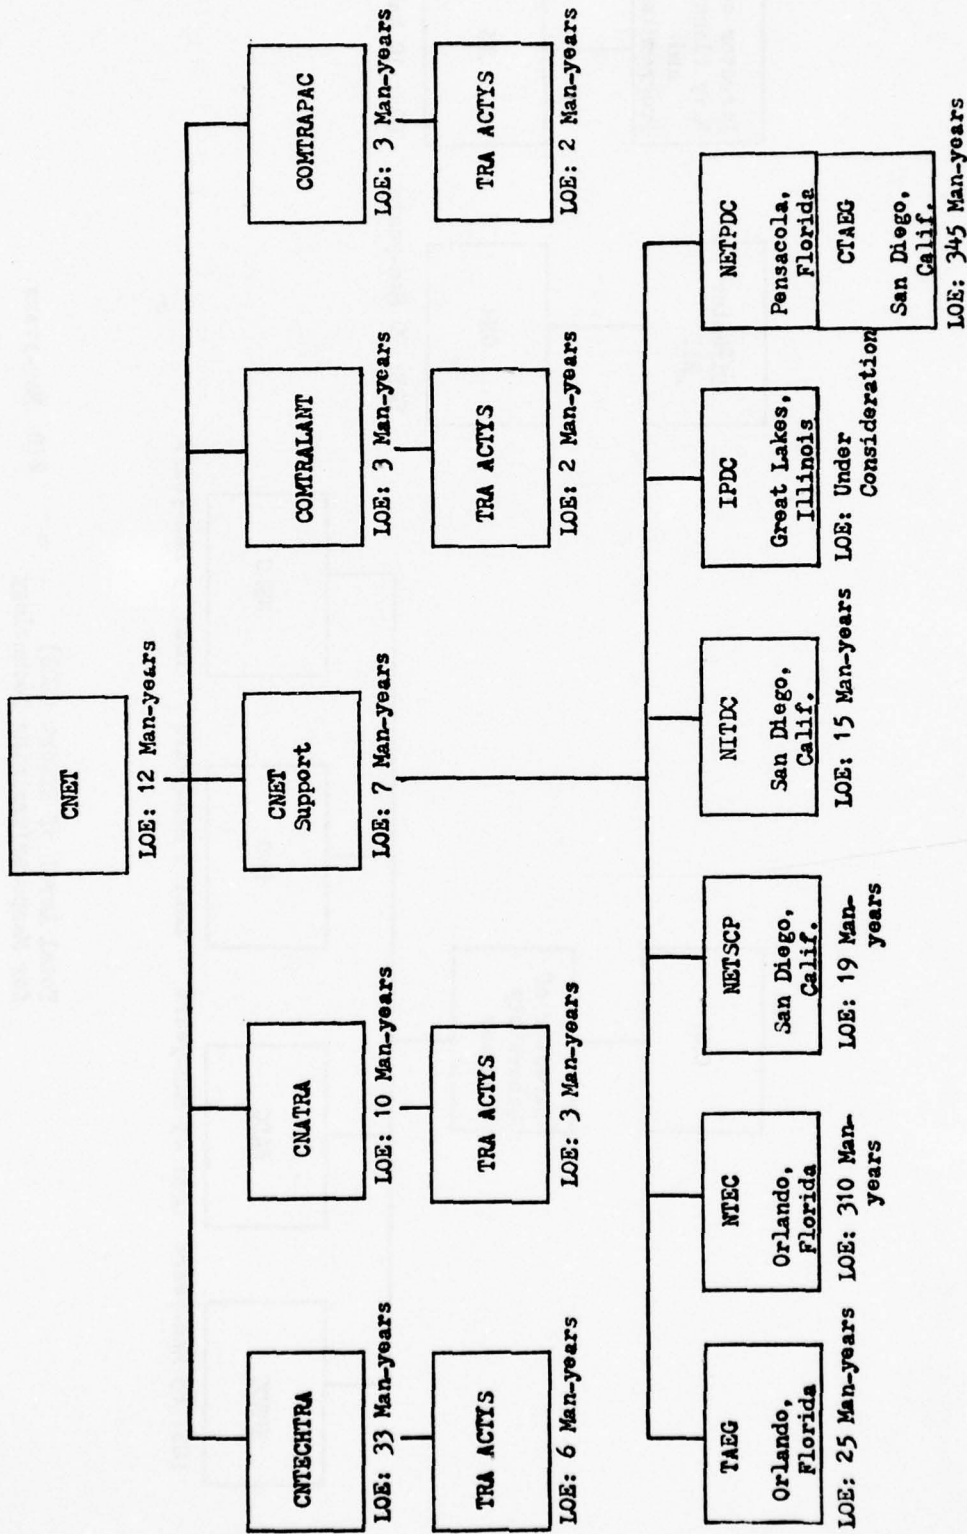 CNET
LOE: 12 Man-years
CNTECHTRA
LOE: 33 Man-years
TRA ACTYS
LOE: 6 Man-years
CNATRA
LOE: 10 Man-years
TRA ACTYS
LOE: 3 Man-years
CNET
Support
LOE: 7 Man-years
COMTRALANT
LOE: 3 Man-years
TRA ACTYS
LOE: 2 Man-years
COMTRAPAC
LOE: 3 Man-years
TRA ACTYS
LOE: 2 Man-years
TAEG
Orlando,
Florida
LOE: 25 Man-years
NTEC
Orlando,
Florida
LOE: 310 Man-
years
NETSCP
San Diego,
Calif.
LOE: 19 Man-
years
NITDC
San Diego,
Calif.
LOE: 15 Man-years
IPDC
Great Lakes,
Illinois
LOE: Under
Consideration
NETPDC
Pensacola,
Florida
CTAEG
San Diego,
Calif.
LOE: 345 Man-years